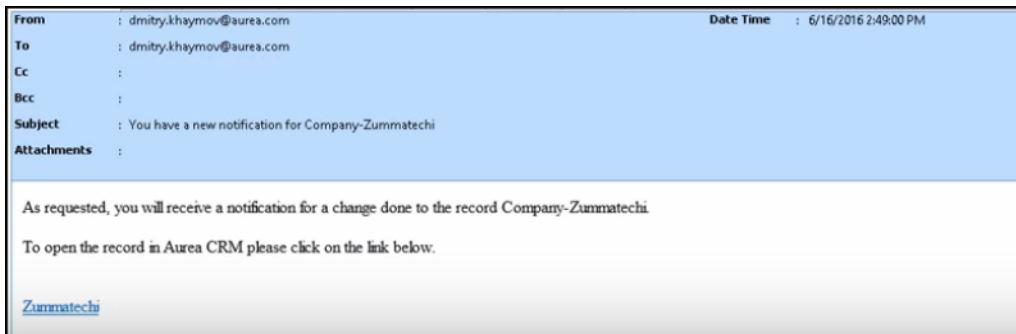 From : dmitry.khaymov@aurea.com Date Time : 6/16/2016 2:49:00 PM
To : dmitry.khaymov@aurea.com
Cc :
Bcc :
Subject : You have a new notification for Company-Zummatechi
Attachments :
As requested, you will receive a notification for a change done to the record Company-Zummatechi.
To open the record in Aurea CRM please click on the link below.
Zummatechi